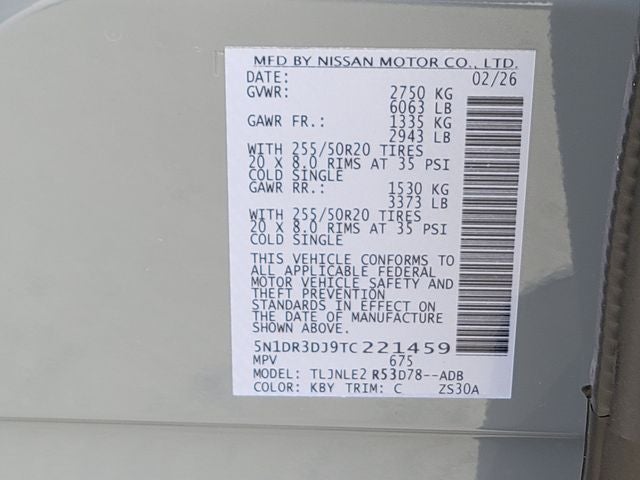 MFD BY NISSAN MOTOR CO., LTD.
DATE: 02/26
GVWR: 2750 KG
6063 LB
GAWR FR.: 1335 KG
2943 LB
WITH 255/50R20 TIRES
20 X 8.0 RIMS AT 35 PSI
COLD SINGLE
GAWR RR.: 1530 KG
3373 LB
WITH 255/50R20 TIRES
20 X 8.0 RIMS AT 35 PSI
COLD SINGLE
THIS VEHICLE CONFORMS TO
ALL APPLICABLE FEDERAL
MOTOR VEHICLE SAFETY AND
THEFT PREVENTION
STANDARDS IN EFFECT ON
THE DATE OF MANUFACTURE
SHOWN ABOVE.
5N1DR3DJ9TC221459
MPV 675
MODEL: TLJNLE2 R53D78--ADB
COLOR: KBY TRIM: C ZS30A